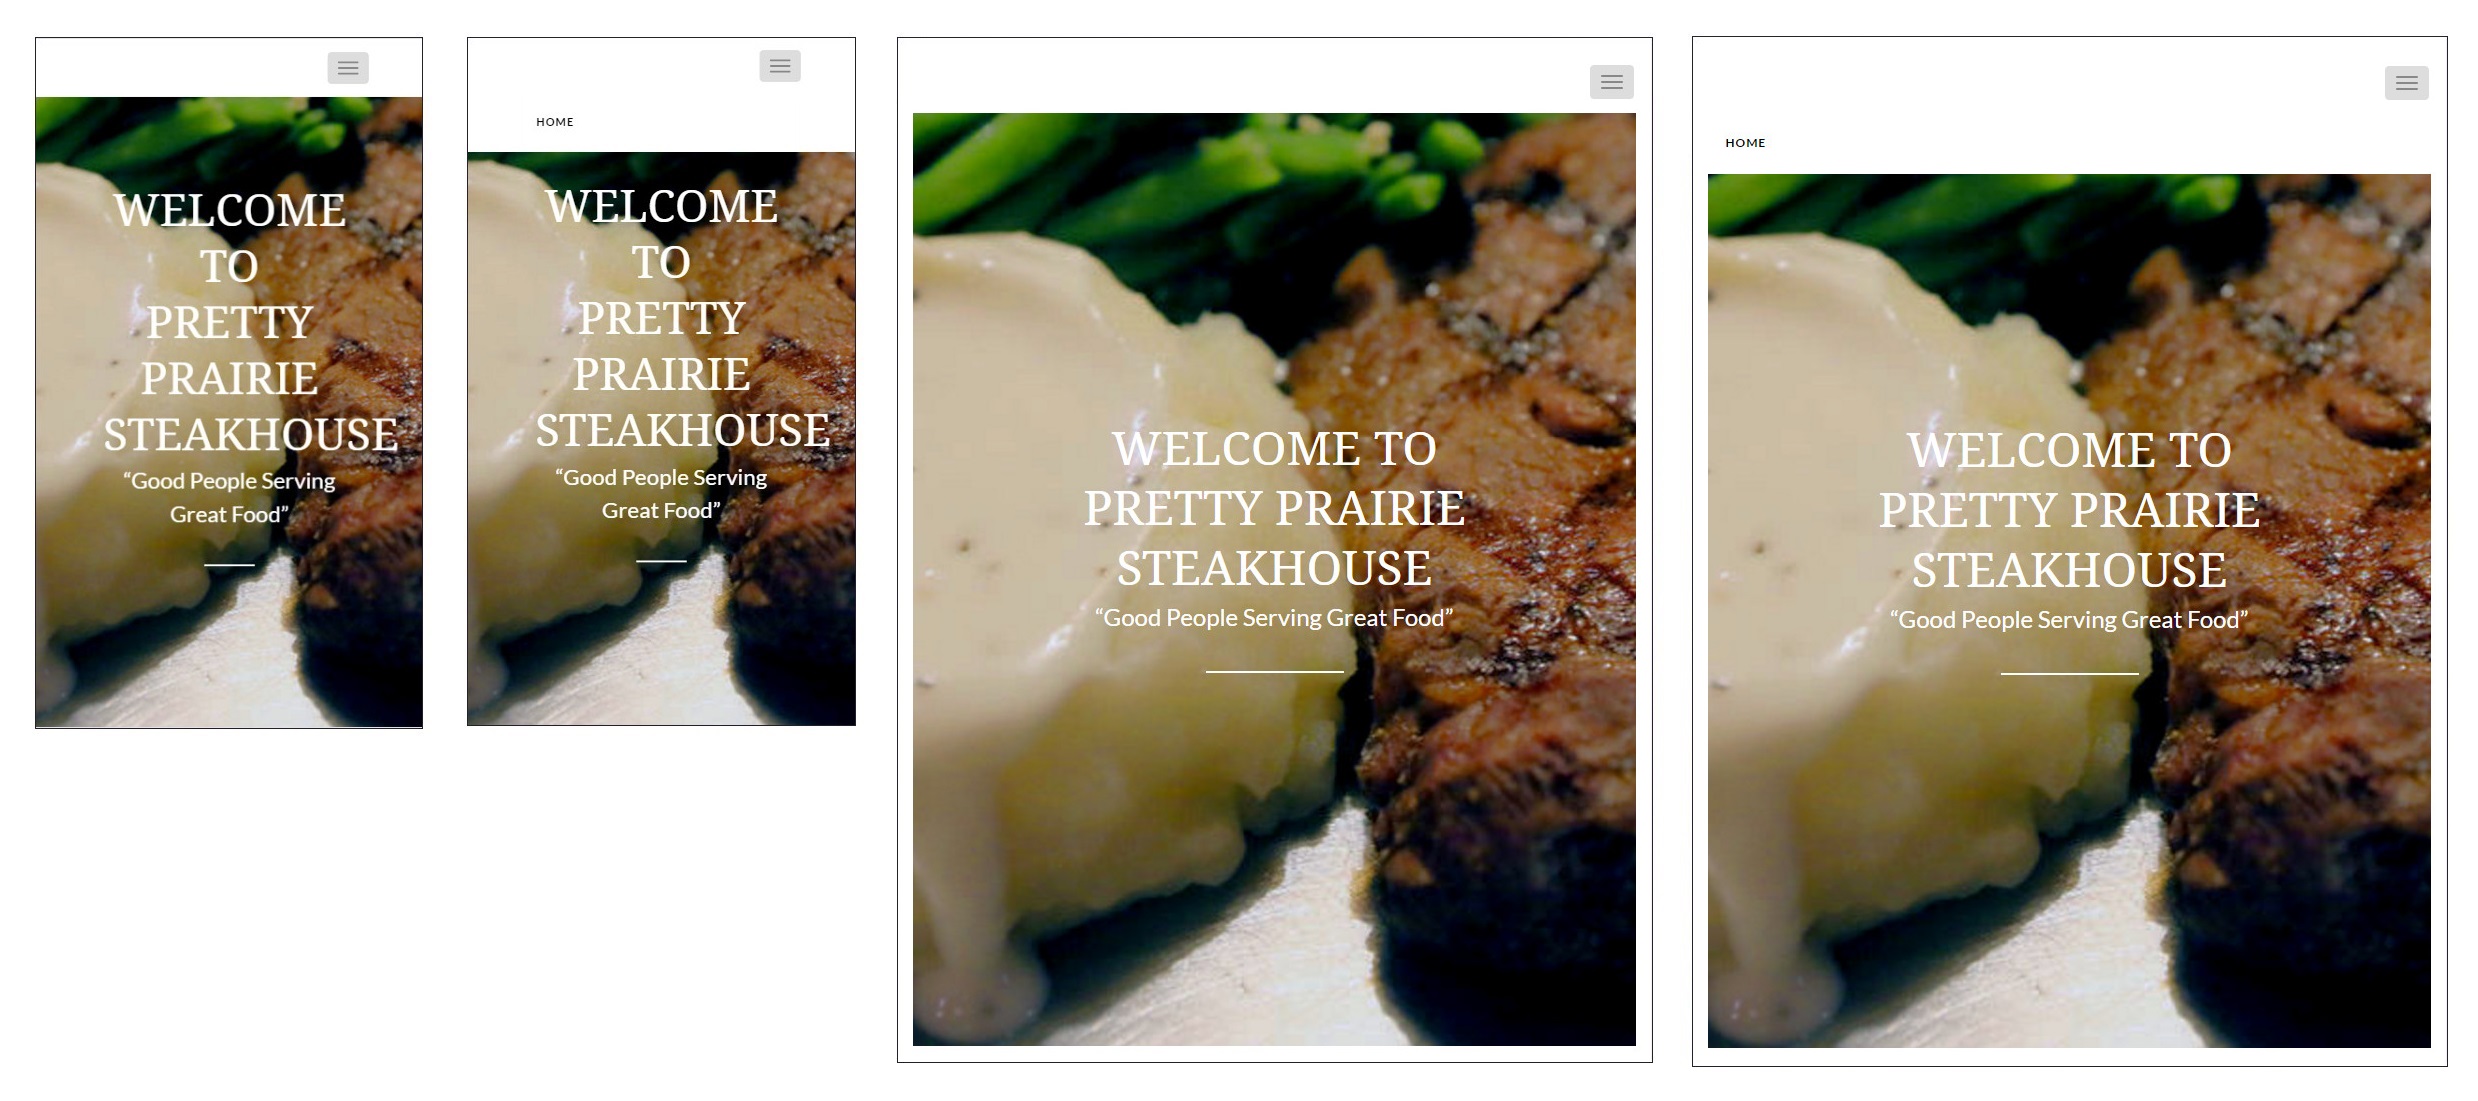 WELCOME
TO
PRETTY
PRAIRIE
STEAKHOUSE
“Good People Serving
Great Food”
HOME
WELCOME
TO
PRETTY
PRAIRIE
STEAKHOUSE
“Good People Serving
Great Food”
WELCOME TO
PRETTY PRAIRIE
STEAKHOUSE
“Good People Serving Great Food”
HOME
WELCOME TO
PRETTY PRAIRIE
STEAKHOUSE
“Good People Serving Great Food”